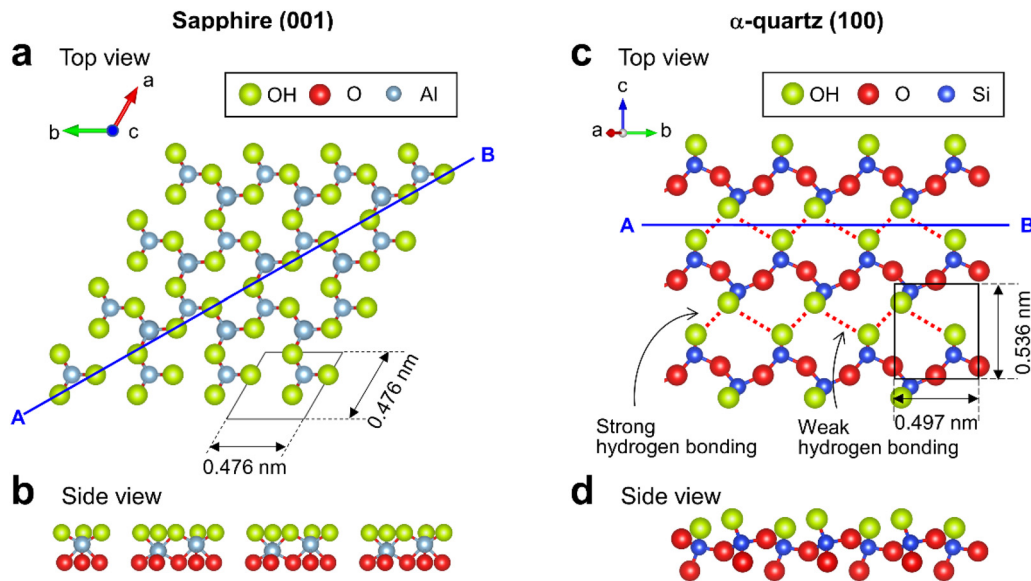 Sapphire (001)
a Top view
a
b
c
OH O Al
B
A
0.476 nm
0.476 nm
b Side view
α-quartz (100)
c Top view
c
a
b
OH O Si
A
B
0.536 nm
0.497 nm
Strong
hydrogen bonding
Weak
hydrogen bonding
d Side view